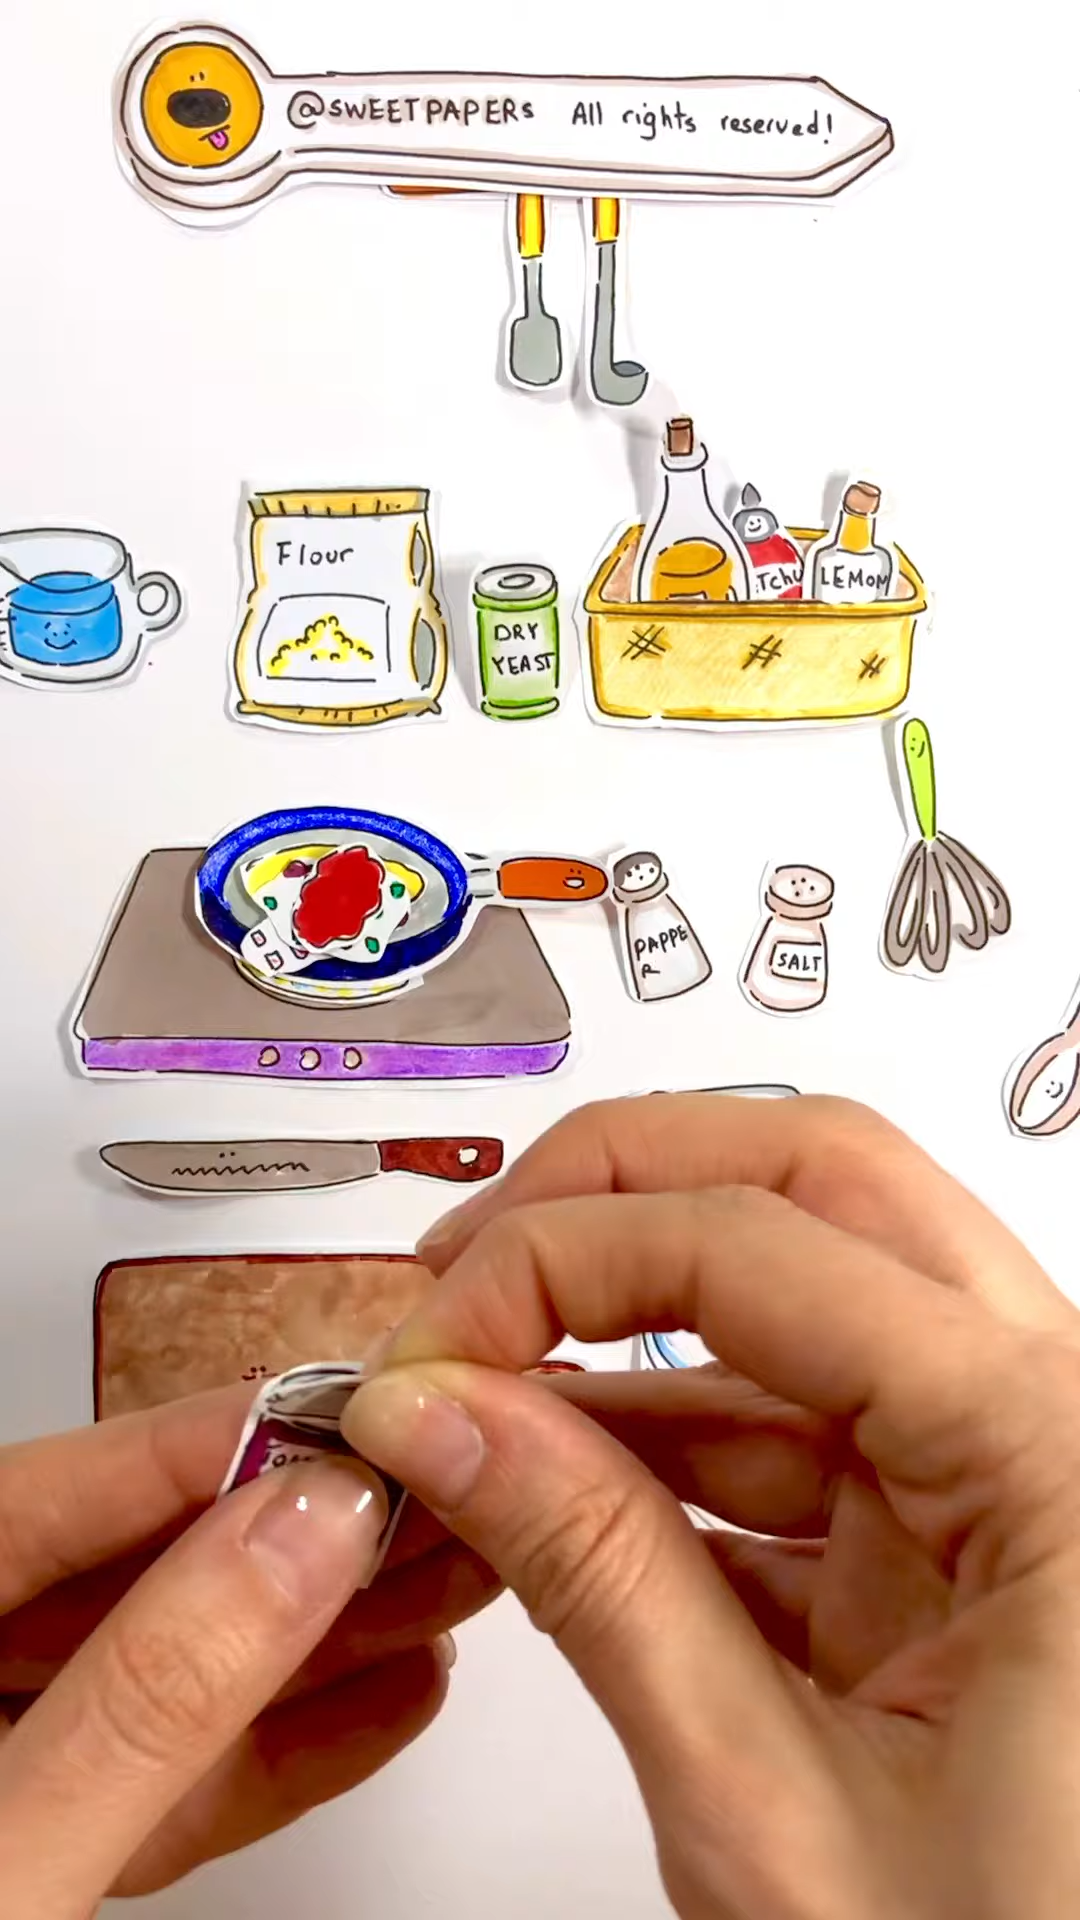 @SWEETPAPERS All rights reserved!
Flour
DRY
YEAST
TChu
LEMON
PAPPE
R
SALT